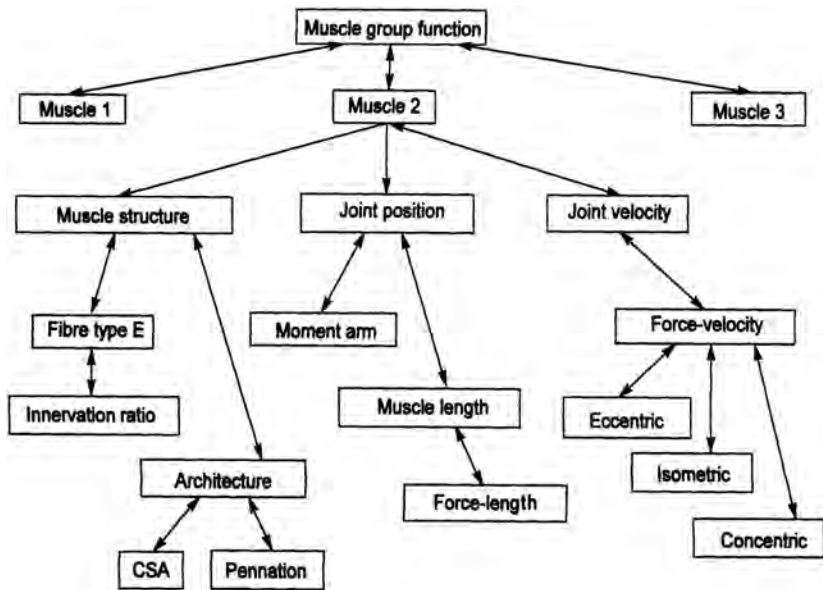 Muscle group function
Muscle 1
Muscle 2
Muscle 3
Muscle structure
Joint position
Joint velocity
Fibre type E
Moment arm
Force-velocity
Innervation ratio
Muscle length
Eccentric
Architecture
Force-length
Isometric
CSA
Pennation
Concentric